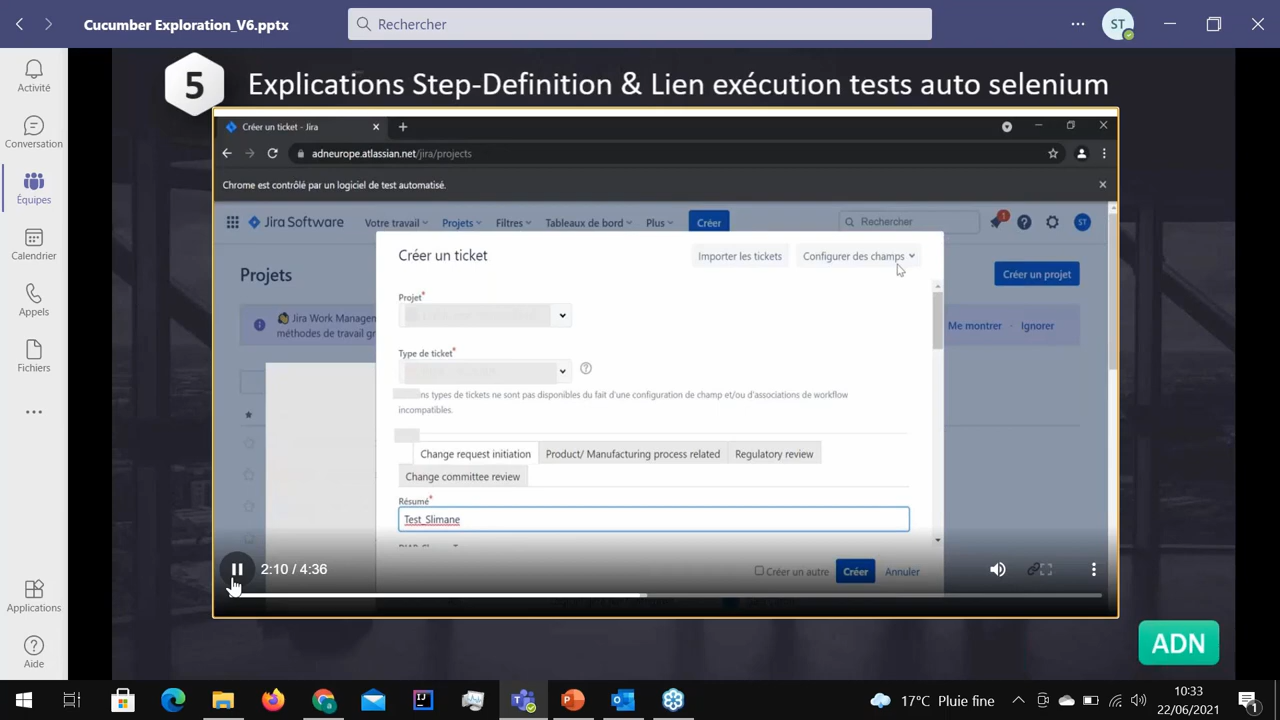 Cucumber Exploration_V6.pptx
Rechercher
ST
Activité
Conversation
Équipes
Calendrier
Appels
Fichiers
Applications
Aide
5
Explications Step-Definition & Lien exécution tests auto selenium
Créer un ticket - Jira
adneurope.atlassian.net/jira/projects
Chrome est contrôlé par un logiciel de test automatisé.
Jira Software
Votre travail
Projets
Filtres
Tableaux de bord
Plus
Créer
Rechercher
1
ST
Projets
Créer un projet
Jira Work Manage
méthodes de travail gr
Me montrer · Ignorer
Créer un ticket
Importer les tickets
Configurer des champs
Projet*
Type de ticket*
ns types de tickets ne sont pas disponibles du fait d'une configuration de champ et/ou d'associations de workflow
incompatibles.
Change request initiation
Product/ Manufacturing process related
Regulatory review
Change committee review
Résumé*
Test_Slimane
Créer un autre
Créer
Annuler
2:10 / 4:36
ADN
17°C Pluie fine
10:33
22/06/2021
1